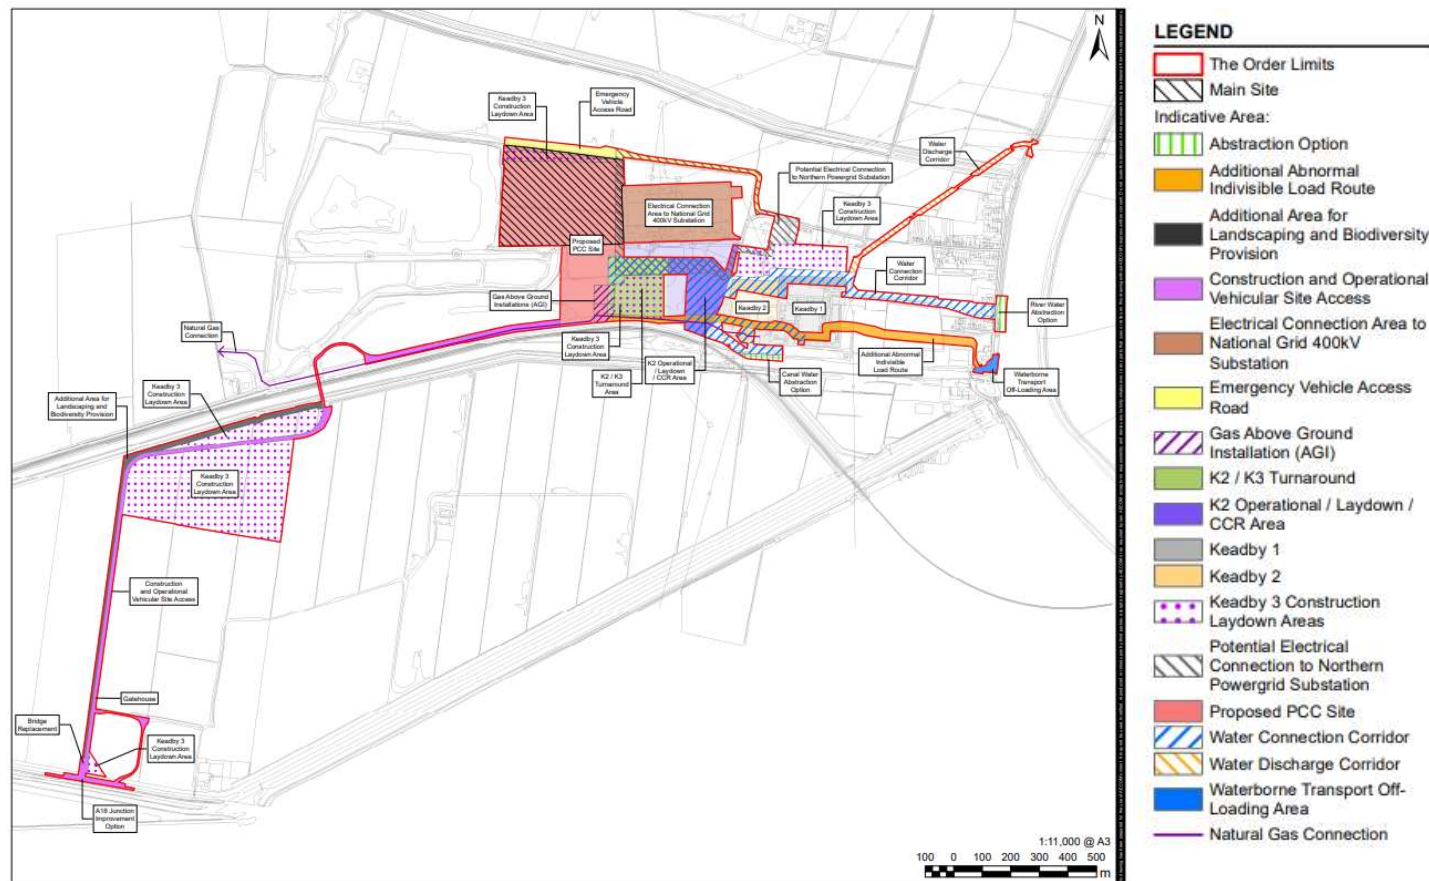 N
Keadby 3
Construction
Laydown Area
Emergency
Vehicle
Access Road
Water
Discharge
Corridor
Potential Electrical Connection
to Northern Powergrid Substation
Keadby 3
Construction
Laydown Area
Electrical Connection
Area to National Grid
400kV Substation
Proposed
PCC Site
Water
Connection
Corridor
Gas Above Ground
Installations (AGI)
Keadby 2
Keadby 1
River Water
Abstraction
Option
Natural Gas
Connection
Keadby 3
Construction
Laydown Area
K2 / K3
Turnaround
Area
K2 Operational
/ Laydown
/ CCR Area
Canal Water
Abstraction
Option
Additional Abnormal
Indivisible
Load Route
Waterborne
Transport
Off-Loading Area
Keadby 3
Construction
Laydown Area
Additional Area for
Landscaping and
Biodiversity Provision
Keadby 3
Construction
Laydown Area
Construction
and Operational
Vehicular Site Access
Gatehouse
Bridge
Replacement
Keadby 3
Construction
Laydown Area
A18 Junction
Improvement
Option
1:11,000 @ A3
100 0 100 200 300 400 500
m
LEGEND
The Order Limits
Main Site
Indicative Area:
Abstraction Option
Additional Abnormal
Indivisible Load Route
Additional Area for
Landscaping and Biodiversity
Provision
Construction and Operational
Vehicular Site Access
Electrical Connection Area to
National Grid 400kV
Substation
Emergency Vehicle Access
Road
Gas Above Ground
Installation (AGI)
K2 / K3 Turnaround
K2 Operational / Laydown /
CCR Area
Keadby 1
Keadby 2
Keadby 3 Construction
Laydown Areas
Potential Electrical
Connection to Northern
Powergrid Substation
Proposed PCC Site
Water Connection Corridor
Water Discharge Corridor
Waterborne Transport Off-
Loading Area
Natural Gas Connection